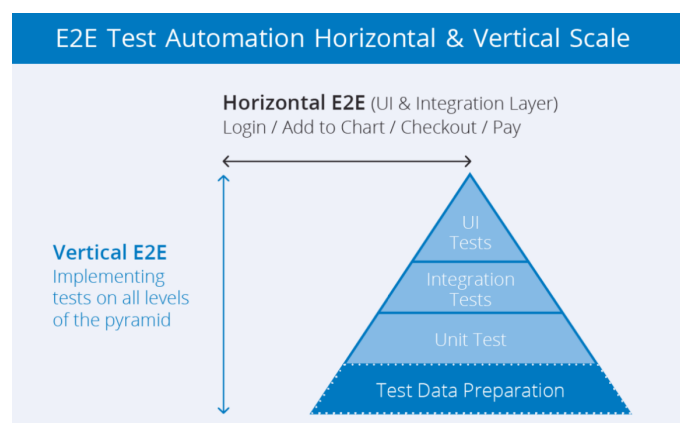 E2E Test Automation Horizontal & Vertical Scale
Horizontal E2E (UI & Integration Layer)
Login / Add to Chart / Checkout / Pay
Vertical E2E
Implementing
tests on all levels
of the pyramid
UI
Tests
Integration
Tests
Unit Test
Test Data Preparation